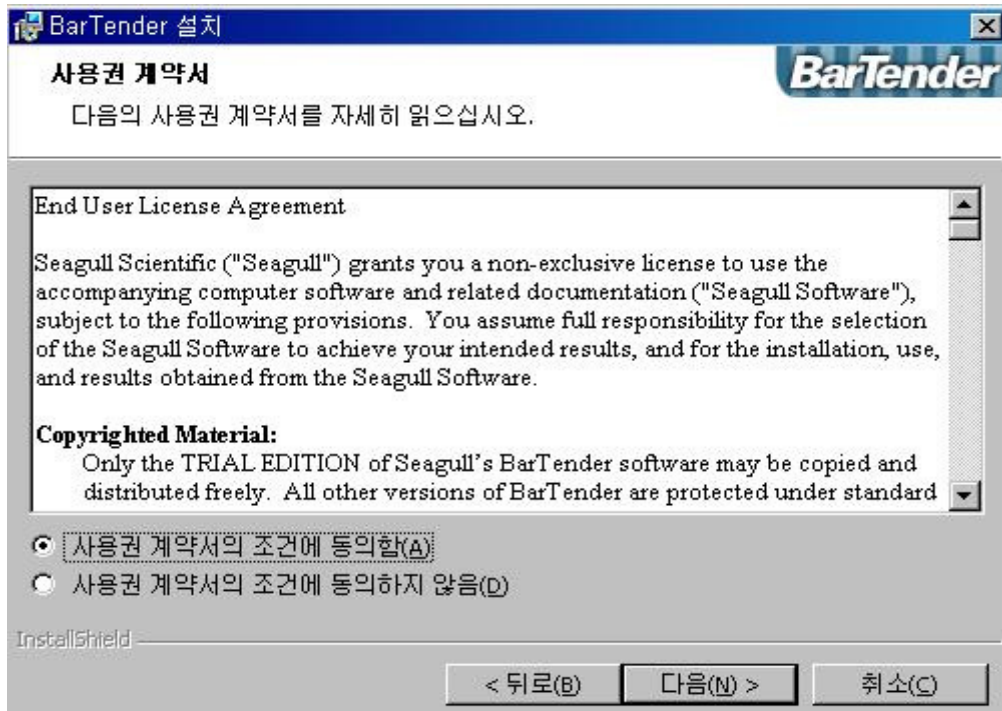 BarTender 설치
사용권 계약서
BarTender
다음의 사용권 계약서를 자세히 읽으십시오.
End User License Agreement
Seagull Scientific ("Seagull") grants you a non-exclusive license to use the
accompanying computer software and related documentation ("Seagull Software"),
subject to the following provisions.  You assume full responsibility for the selection
of the Seagull Software to achieve your intended results, and for the installation, use,
and results obtained from the Seagull Software.
Copyrighted Material:
Only the TRIAL EDITION of Seagull's BarTender software may be copied and
distributed freely.  All other versions of BarTender are protected under standard
사용권 계약서의 조건에 동의함(A)
사용권 계약서의 조건에 동의하지 않음(D)
InstallShield
< 뒤로(B) 다음(N) > 취소(C)